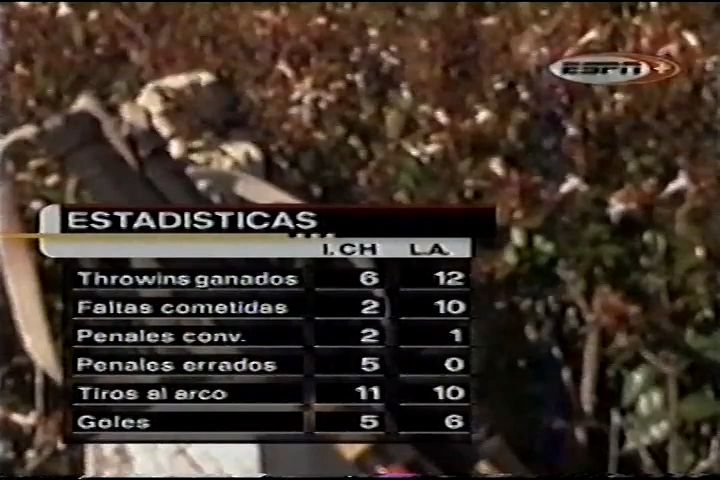 ESPN+
ESTADISTICAS
I. CH L.A.
Throwins ganados 6 12
Faltas cometidas 2 10
Penales conv. 2 1
Penales errados 5 0
Tiros al arco 11 10
Goles 5 6